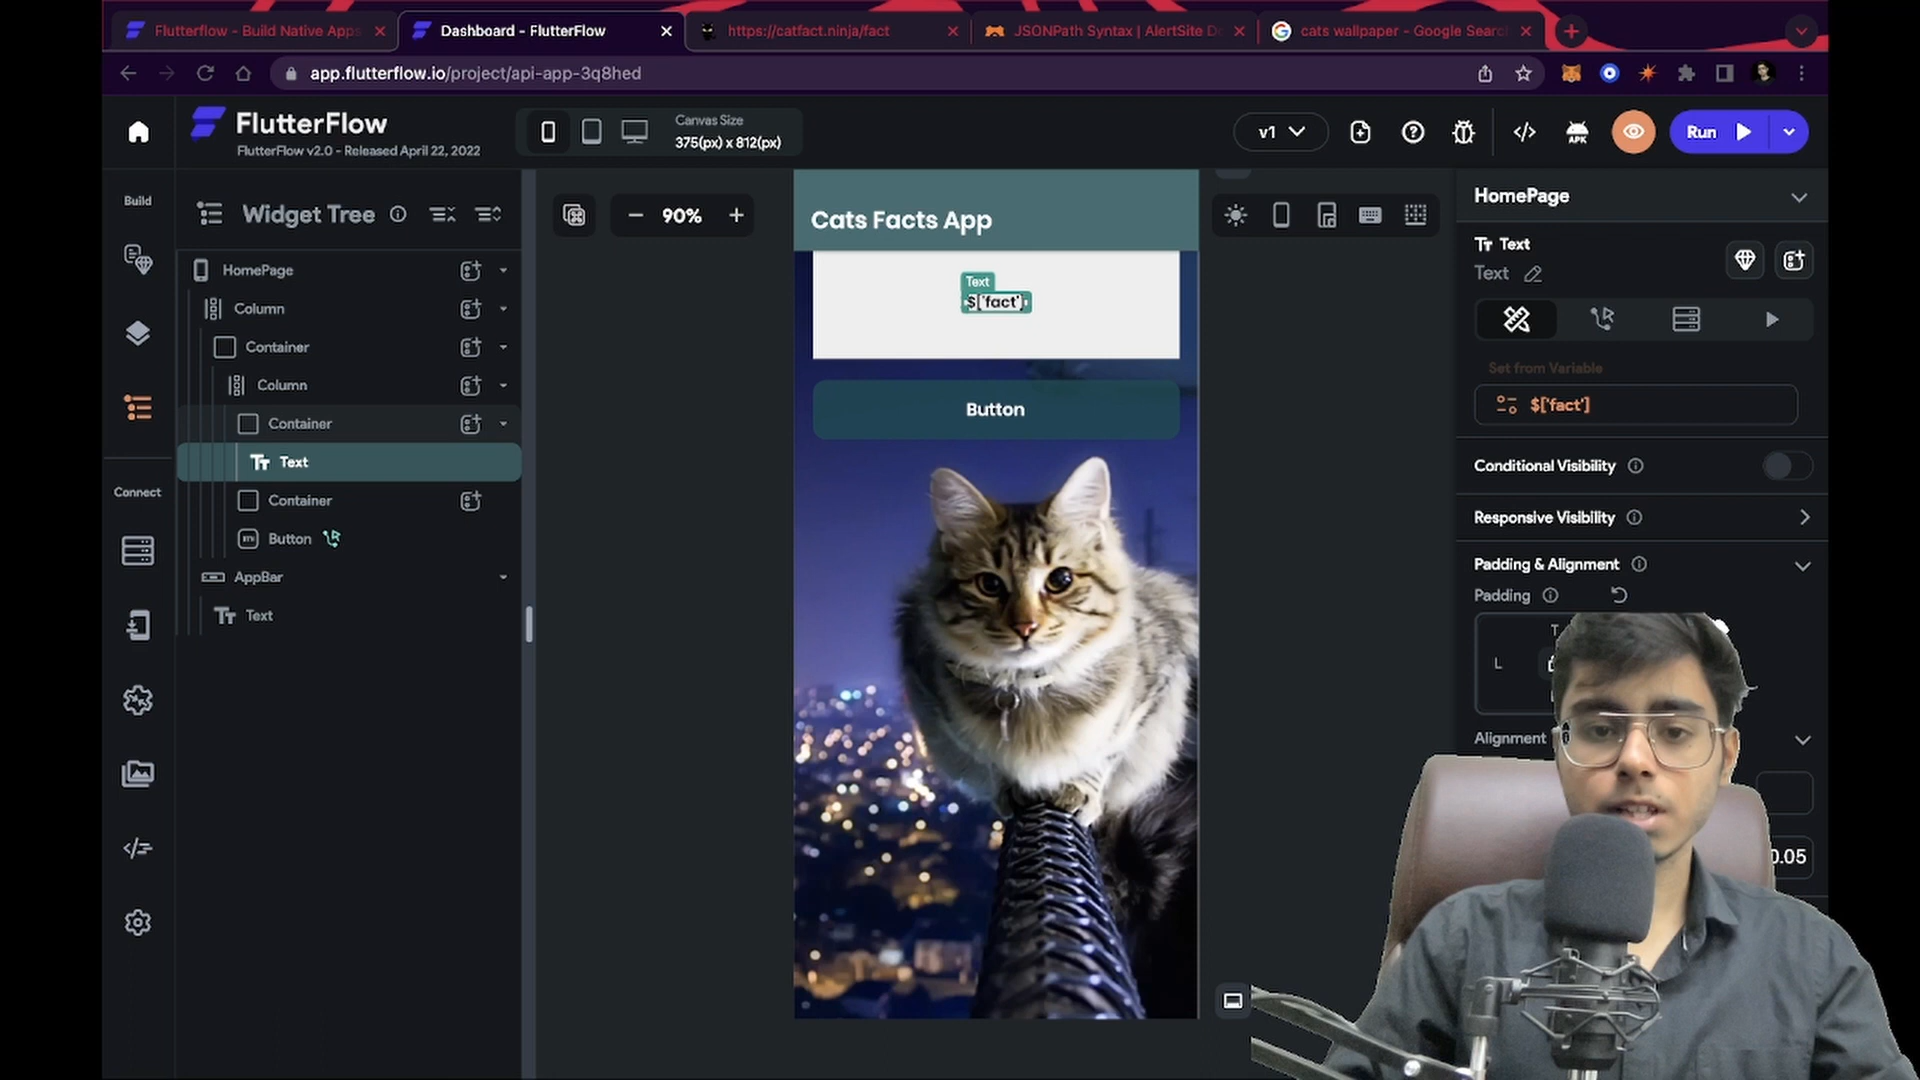 Flutterflow - Build Native Apps
Dashboard - FlutterFlow
https://catfact.ninja/fact
JSONPath Syntax | AlertSite Do
cats wallpaper - Google Search
app.flutterflow.io/project/api-app-3q8hed
FlutterFlow
FlutterFlow v2.0 - Released April 22, 2022
Canvas Size
375(px) x 812(px)
v1
APK
Run
Build
Widget Tree
HomePage
Column
Container
Column
Container
Text
Container
Button
AppBar
Text
Connect
90%
Cats Facts App
Text
$['fact']
Button
HomePage
Text
Text
Set from Variable
$['fact']
Conditional Visibility
Responsive Visibility
Padding & Alignment
Padding
T
L
Alignment
0.05